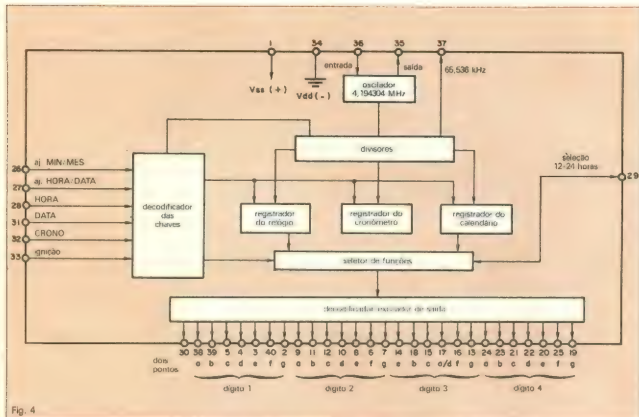 1 34 36 35 37
entrada saída 65,536 kHz
Vss (+) Vdd (-)
oscilador
4,194304 MHz
divisores
seleção
12-24 horas
29
26 aj. MIN/MES
27 aj. HORA/DATA
28 HORA
31 DATA
32 CRONO
33 ignição
decodificador
das
chaves
registrador
do relógio
registrador do
cronômetro
registrador do
calendário
seletor de funções
decodificador excitador de saída
30 38 39 5 4 3 40 2 9 11 12 10 8 6 7 14 18 15 17 16 13 24 23 21 22 20 25 19
dois
pontos
a b c d e f g a b c d e f g e b c a/d f g a b c d e f g
dígito 1 dígito 2 dígito 3 dígito 4
Fig. 4